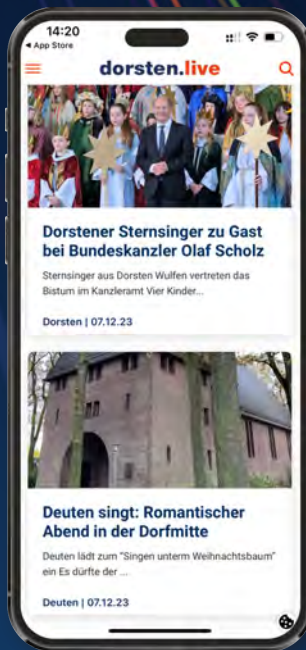 14:20
◀ App Store
dorsten.live
Dorstener Sternsinger zu Gast
bei Bundeskanzler Olaf Scholz
Sternsinger aus Dorsten Wulfen vertreten das
Bistum im Kanzleramt Vier Kinder...
Dorsten | 07.12.23
Deuten singt: Romantischer
Abend in der Dorfmitte
Deuten lädt zum "Singen unterm Weihnachtsbaum"
ein Es dürfte der ...
Deuten | 07.12.23